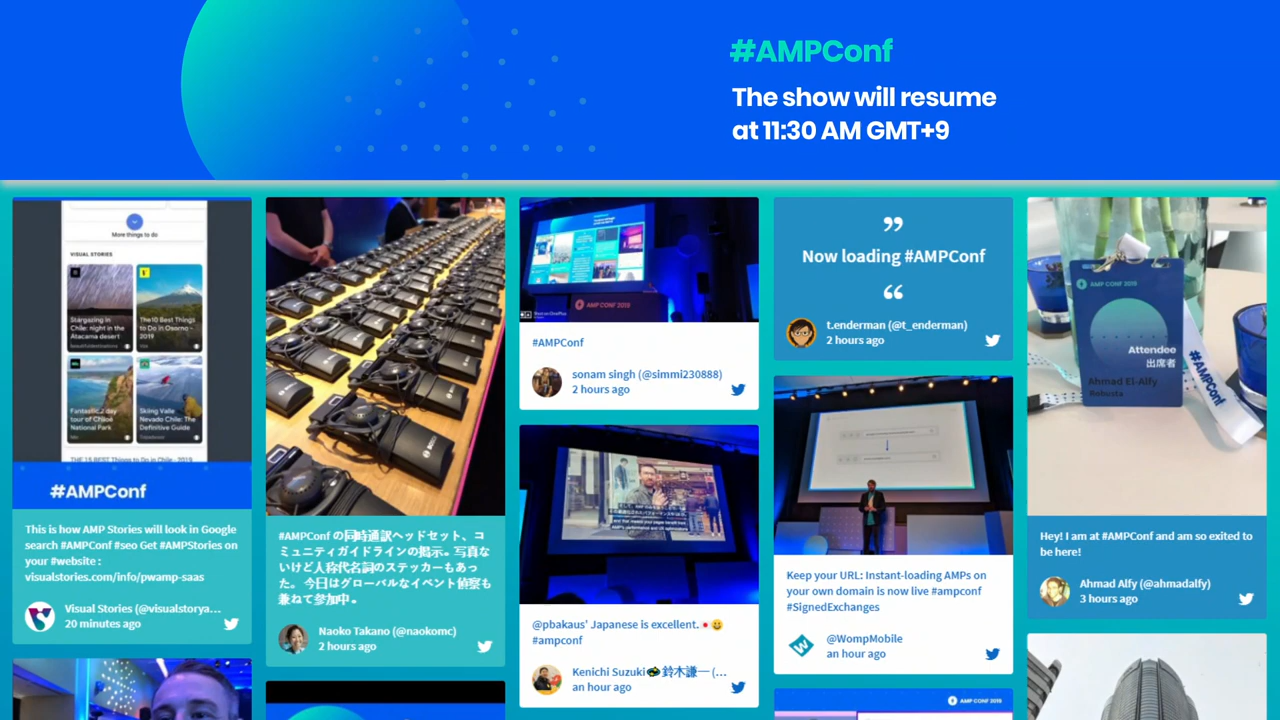 #AMPConf
The show will resume
at 11:30 AM GMT+9
More things to do
VISUAL STORIES
Stargazing in
Chile: night in the
Atacama desert
The 10 Best Things
to Do in Osorno -
2019
Fantastic 2 day
tour of Chiloé
National Park
Skiing Valle
Nevado Chile: The
Definitive Guide
#AMPConf
This is how AMP Stories will look in Google
search #AMPConf #seo Get #AMPStories on
your #website :
visualstories.com/info/pwamp-saas
Visual Stories (@visualstorya…
20 minutes ago
BOSCH
#AMPConf の同時通訳ヘッドセット、コ
ミュニティガイドラインの掲示。写真な
いけど人称代名詞のステッカーもあっ
た。 今日はグローバルなイベント偵察も
兼ねて参加中。
Naoko Takano (@naokomc)
2 hours ago
AMP CONF 2019
Shot on OnePlus
#AMPConf
sonam singh (@simmi230888)
2 hours ago
@pbakaus' Japanese is excellent.🇯🇵😀
#ampconf
Kenichi Suzuki🐠鈴木謙一 (…
an hour ago
”
Now loading #AMPConf
“
t.enderman (@t_enderman)
2 hours ago
Keep your URL: Instant-loading AMPs on
your own domain is now live #ampconf
#SignedExchanges
@WompMobile
an hour ago
AMP CONF 2019
AMP CONF 2019
Attendee
出席者
Ahmad El-Alfy
Robusta
#AMPConf
Hey! I am at #AMPConf and am so exited to
be here!
Ahmad Alfy (@ahmadalfy)
3 hours ago